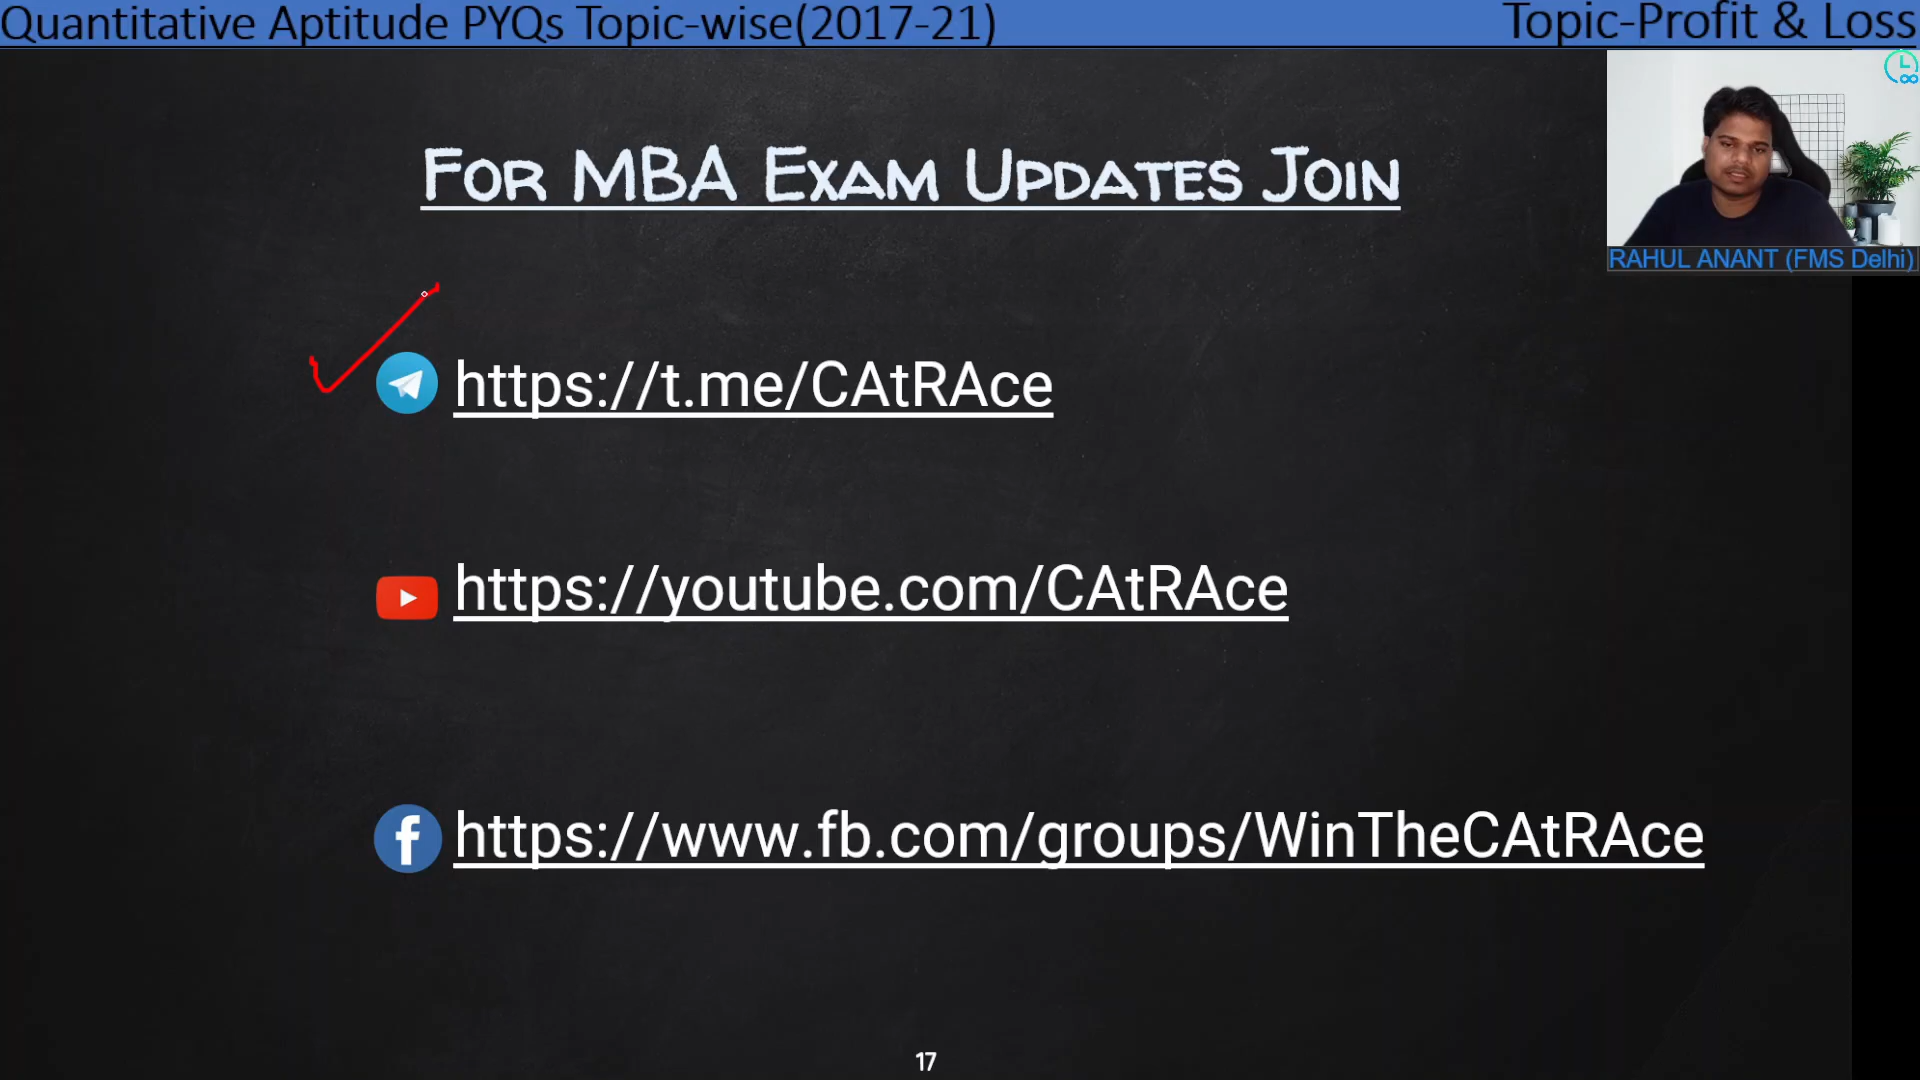 Quantitative Aptitude PYQs Topic-wise(2017-21)
Topic-Profit & Loss
FOR MBA EXAM UPDATES JOIN
RAHUL ANANT (FMS Delhi)
https://t.me/CAtRAce
https://youtube.com/CAtRAce
https://www.fb.com/groups/WinTheCAtRAce
17